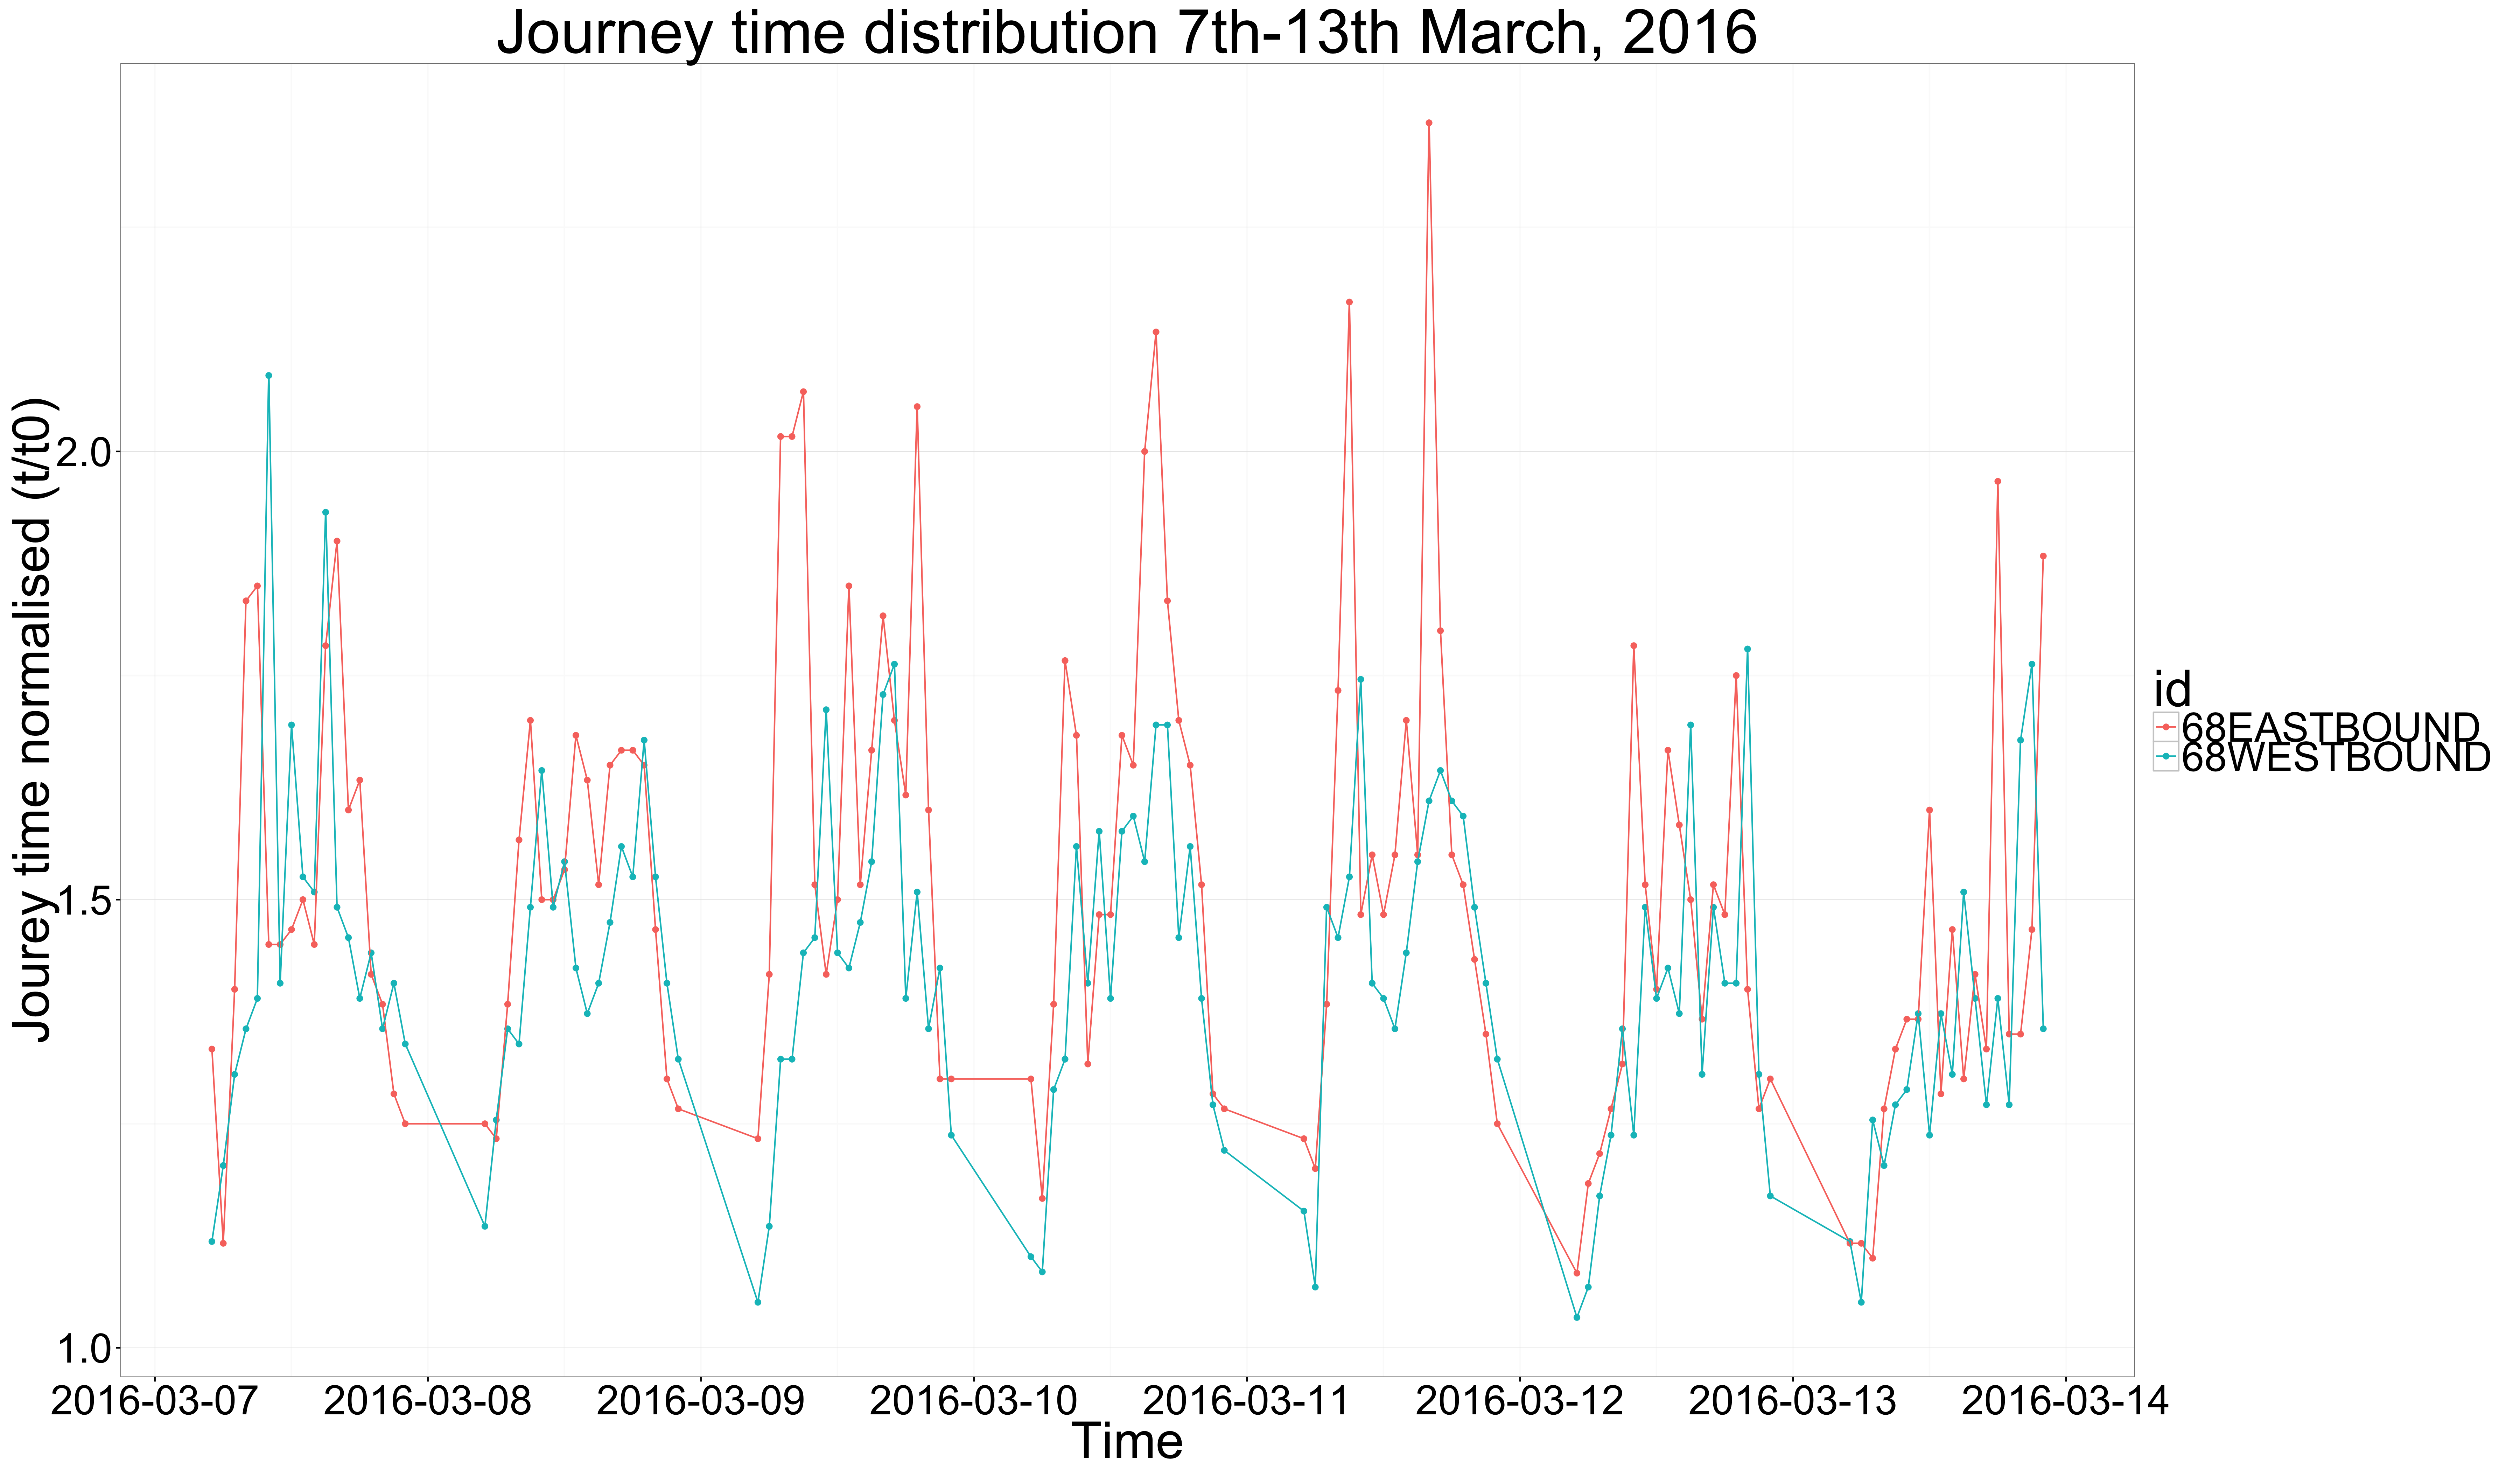 Journey time distribution 7th-13th March, 2016
Jourey time normalised (t/t0)
2.0
1.5
1.0
2016-03-07 2016-03-08 2016-03-09 2016-03-10 2016-03-11 2016-03-12 2016-03-13 2016-03-14
Time
id
68EASTBOUND
68WESTBOUND